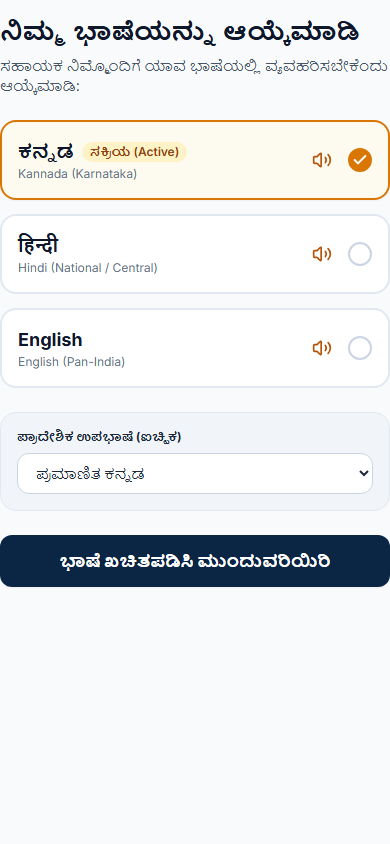 ನಿಮ್ಮ ಭಾಷೆಯನ್ನು ಆಯ್ಕೆಮಾಡಿ
ಸಹಾಯಕ ನಿಮ್ಮೊಂದಿಗೆ ಯಾವ ಭಾಷೆಯಲ್ಲಿ ವ್ಯವಹರಿಸಬೇಕೆಂದು
ಆಯ್ಕೆಮಾಡಿ:
ಕನ್ನಡ ಸಕ್ರಿಯ (Active)
Kannada (Karnataka)
हिन्दी
Hindi (National / Central)
English
English (Pan-India)
ಪ್ರಾದೇಶಿಕ ಉಪಭಾಷೆ (ಐಚ್ಛಿಕ)
ಪ್ರಮಾಣಿತ ಕನ್ನಡ
ಭಾಷೆ ಖಚಿತಪಡಿಸಿ ಮುಂದುವರಿಯಿರಿ